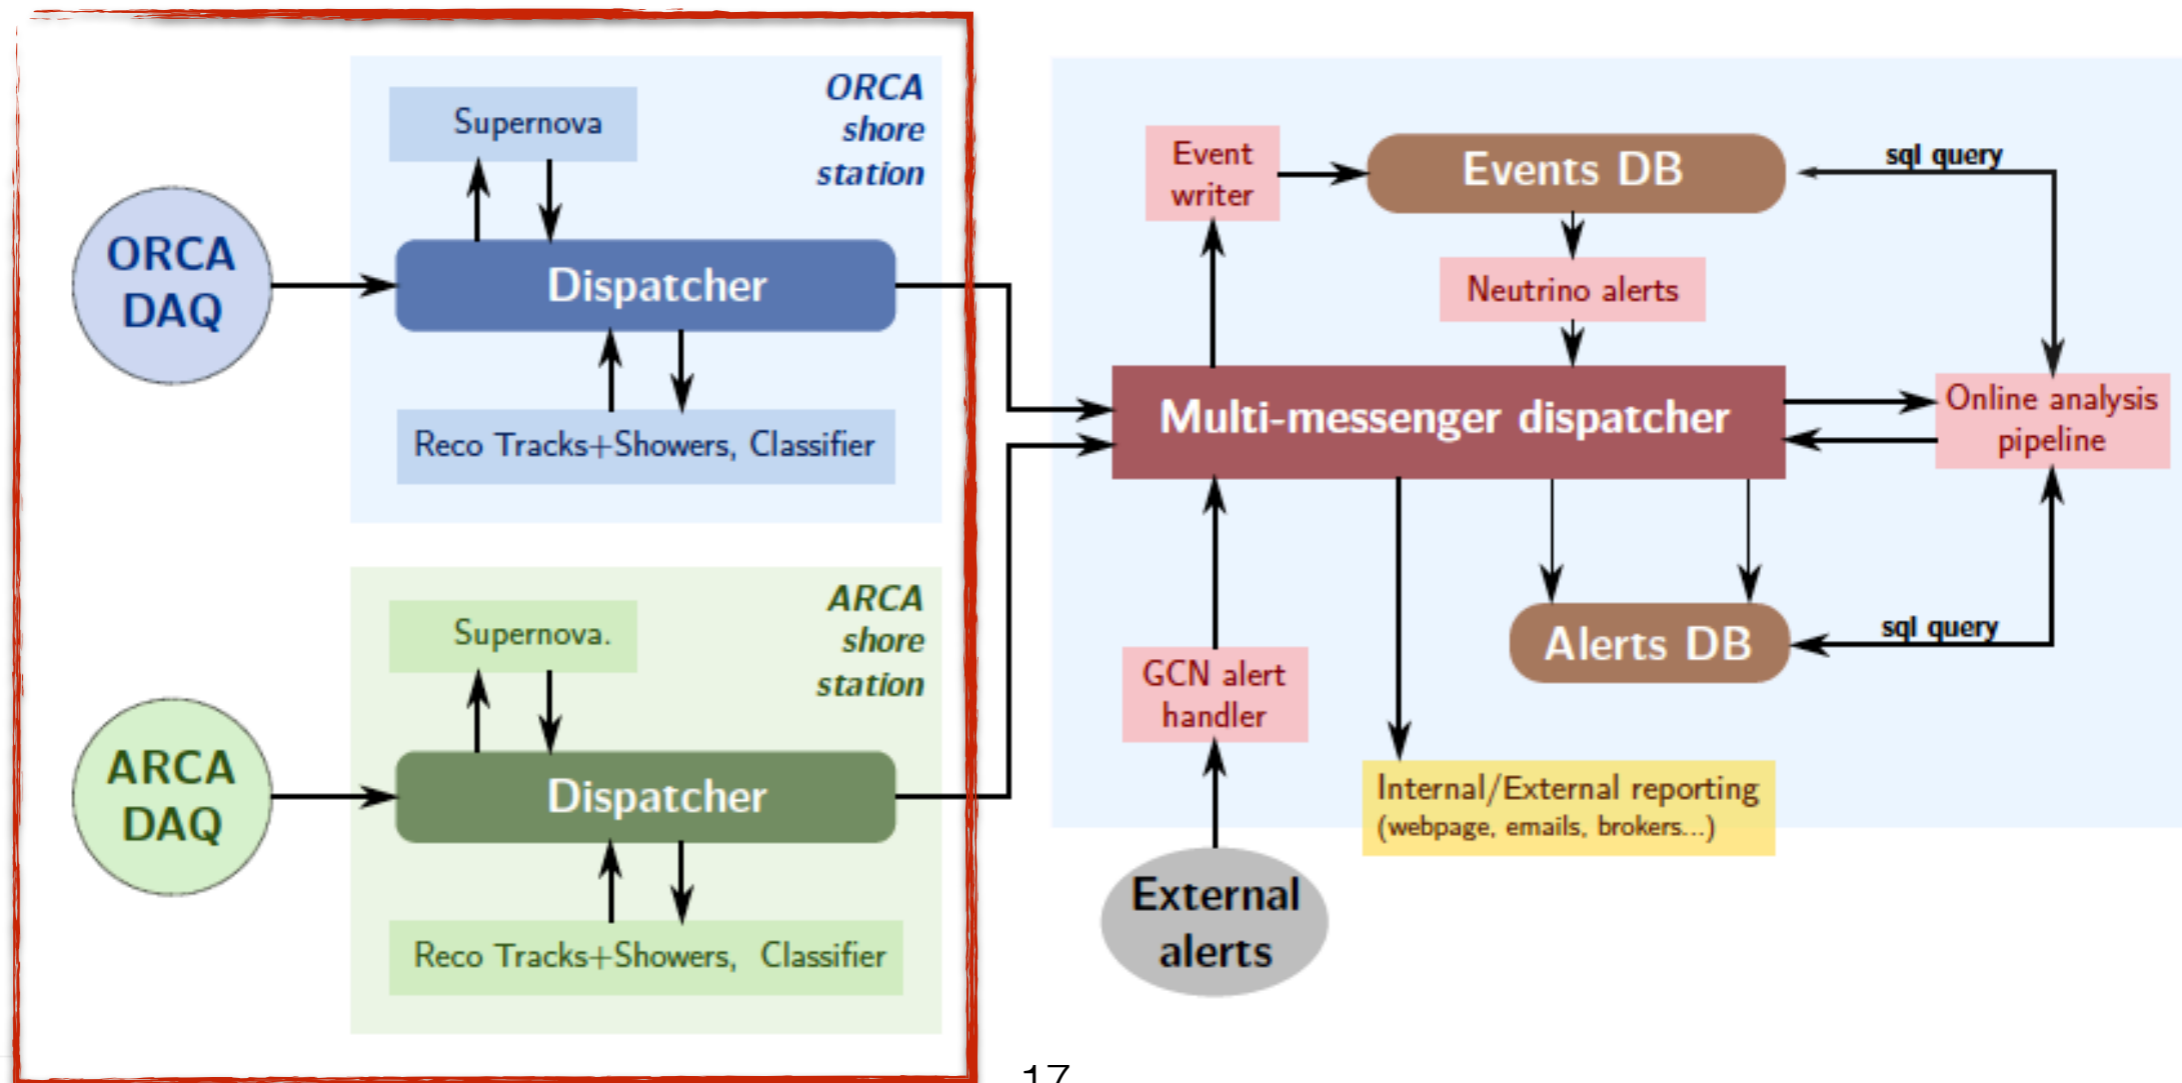 ORCA
shore
station
Supernova
ORCA
DAQ
Dispatcher
Reco Tracks+Showers, Classifier
ARCA
shore
station
Supernova.
ARCA
DAQ
Dispatcher
Reco Tracks+Showers, Classifier
Event
writer
Events DB
sql query
Neutrino alerts
Multi-messenger dispatcher
Online analysis
pipeline
Alerts DB
sql query
GCN alert
handler
Internal/External reporting
(webpage, emails, brokers...)
External
alerts
17